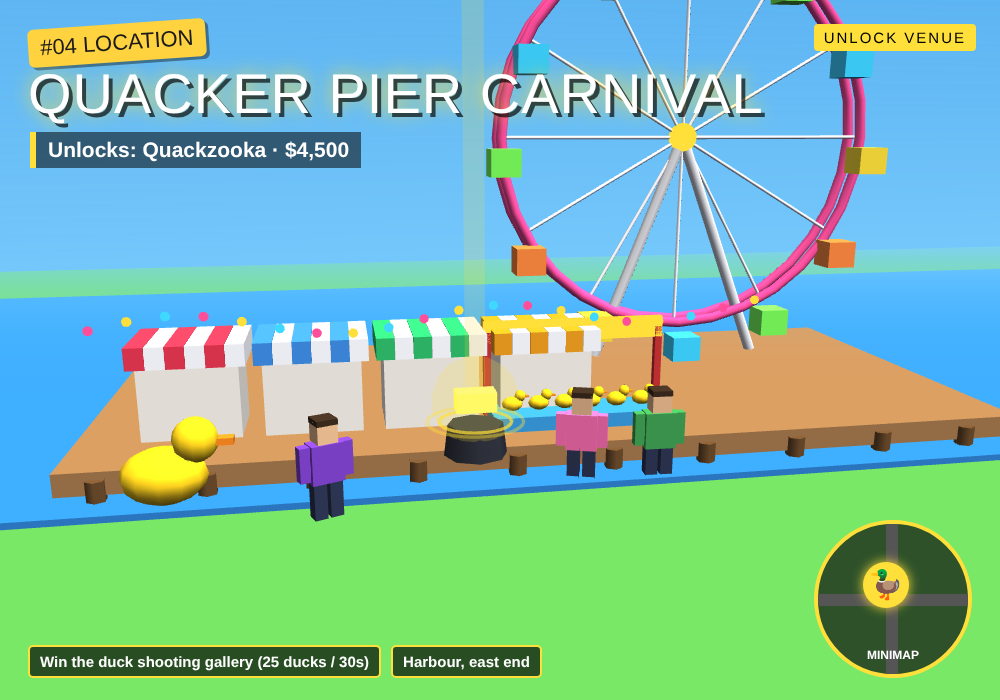 #04 LOCATION
UNLOCK VENUE
QUACKER PIER CARNIVAL
Unlocks: Quackzooka · $4,500
MINIMAP
Win the duck shooting gallery (25 ducks / 30s)
Harbour, east end